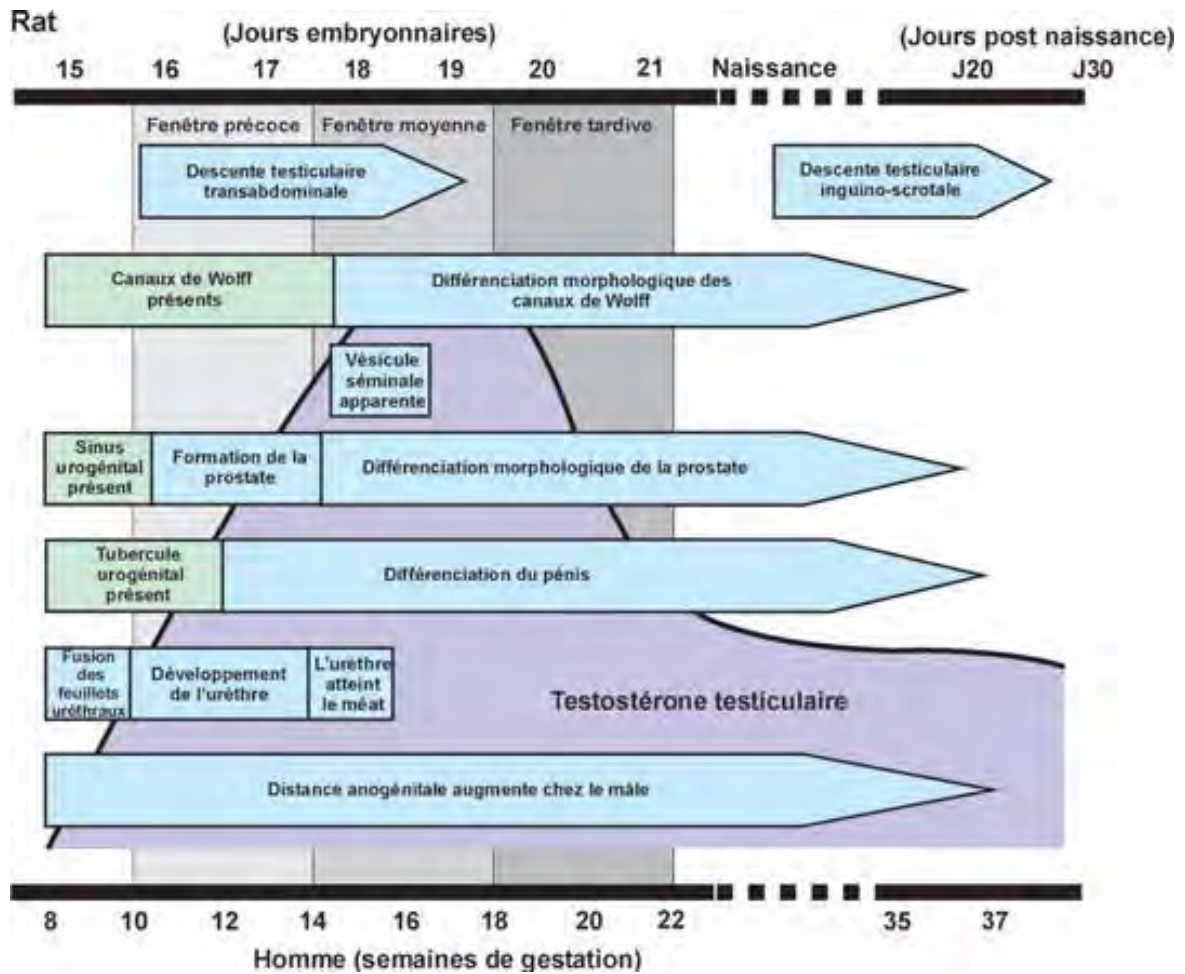 Rat
(Jours embryonnaires)
(Jours post naissance)
15 16 17 18 19 20 21 Naissance J20 J30
Fenêtre précoce Fenêtre moyenne Fenêtre tardive
Descente testiculaire
transabdominale
Descente testiculaire
inguino-scrotale
Canaux de Wolff
présents
Différenciation morphologique des
canaux de Wolff
Vésicule
séminale
apparente
Sinus
urogénital
présent
Formation de la
prostate
Différenciation morphologique de la prostate
Tubercule
urogénital
présent
Différenciation du pénis
Fusion
des
feuillets
uréthraux
Développement
de l'urèthre
L'urèthre
atteint
le méat
Testostérone testiculaire
Distance anogénitale augmente chez le mâle
8 10 12 14 16 18 20 22 35 37
Homme (semaines de gestation)